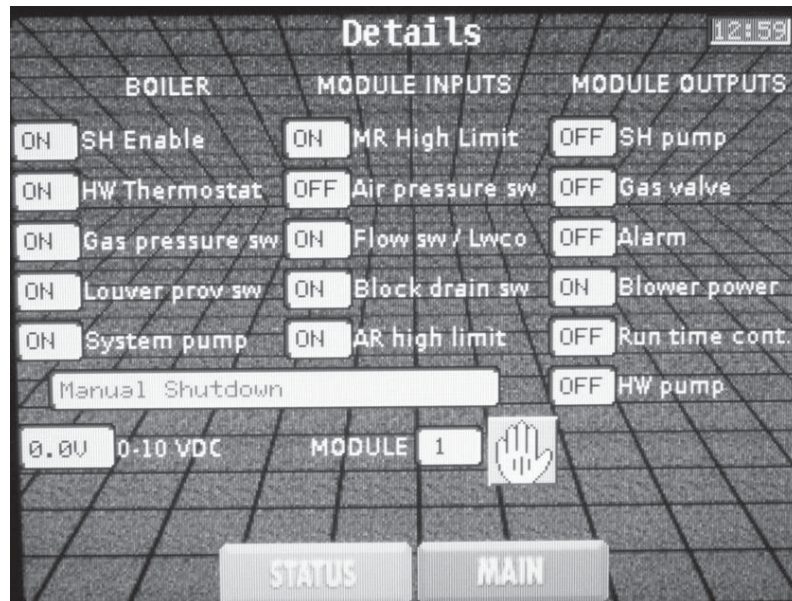 Details 12:59
BOILER MODULE INPUTS MODULE OUTPUTS
ON SH Enable ON MR High Limit OFF SH pump
ON HW Thermostat OFF Air pressure sw OFF Gas valve
ON Gas pressure sw ON Flow sw / Lwco OFF Alarm
ON Louver prov sw ON Block drain sw ON Blower power
ON System pump ON AR high limit OFF Run time cont.
Manual Shutdown OFF HW pump
0.0V 0-10 VDC MODULE 1
STATUS MAIN